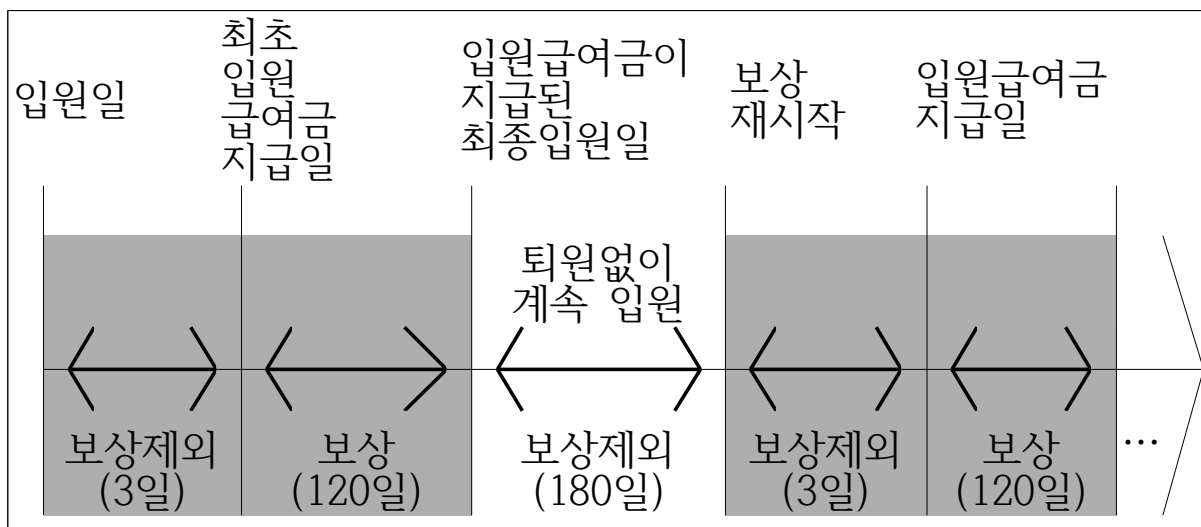 입원일
최초
입원
급여금
지급일
입원급여금이
지급된
최종입원일
보상
재시작
입원급여금
지급일
퇴원없이
계속 입원
보상제외
(3일)
보상
(120일)
보상제외
(180일)
보상제외
(3일)
보상
(120일)
…